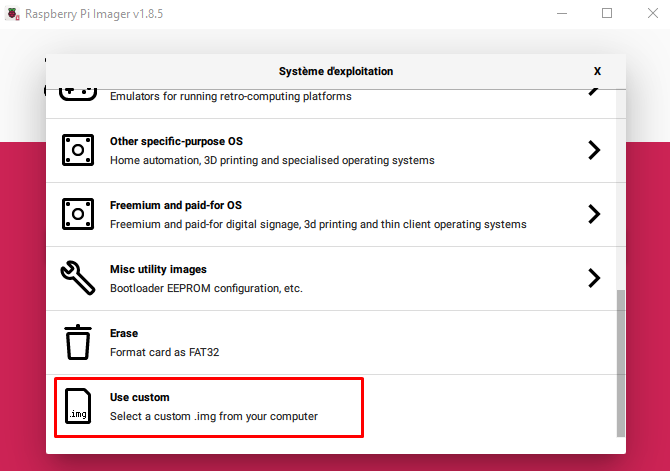 Raspberry Pi Imager v1.8.5
Système d'exploitation
X
Emulators for running retro-computing platforms
Other specific-purpose OS
Home automation, 3D printing and specialised operating systems
Freemium and paid-for OS
Freemium and paid-for digital signage, 3d printing and thin client operating systems
Misc utility images
Bootloader EEPROM configuration, etc.
Erase
Format card as FAT32
.img
Use custom
Select a custom .img from your computer